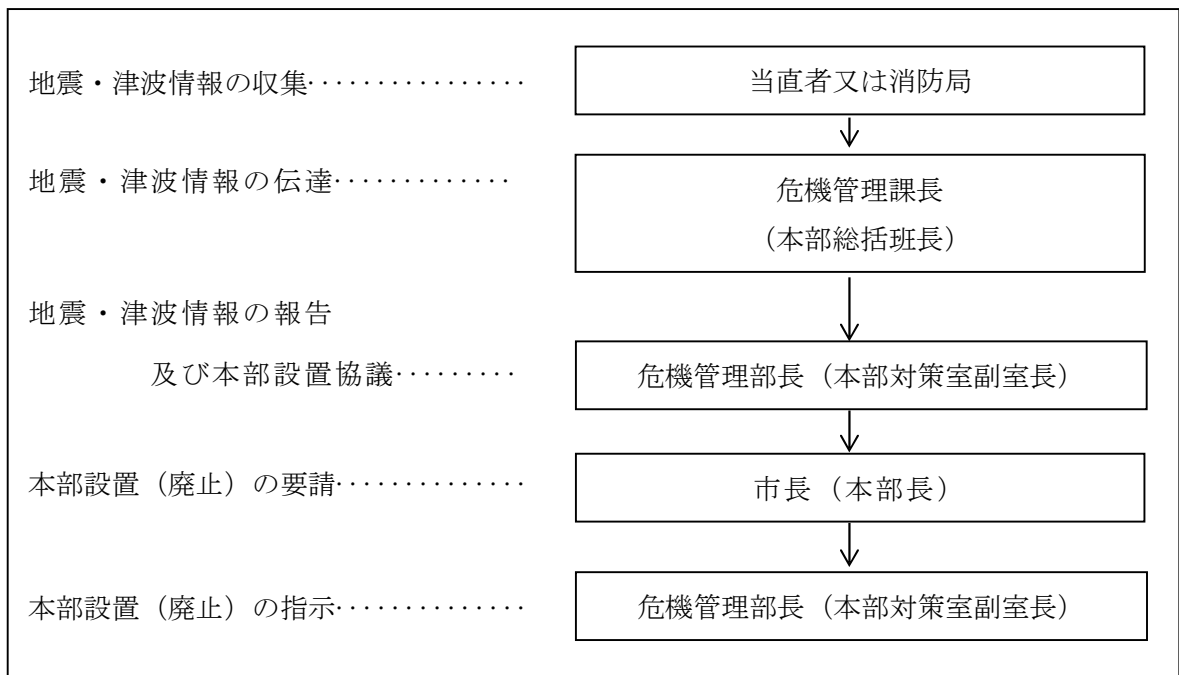 地震・津波情報の収集‥‥‥‥‥‥‥‥ 当直者又は消防局
地震・津波情報の伝達‥‥‥‥‥‥‥ 危機管理課長
（本部総括班長）
地震・津波情報の報告
及び本部設置協議‥‥‥‥‥ 危機管理部長（本部対策室副室長）
本部設置（廃止）の要請‥‥‥‥‥‥‥ 市長（本部長）
本部設置（廃止）の指示‥‥‥‥‥‥‥ 危機管理部長（本部対策室副室長）